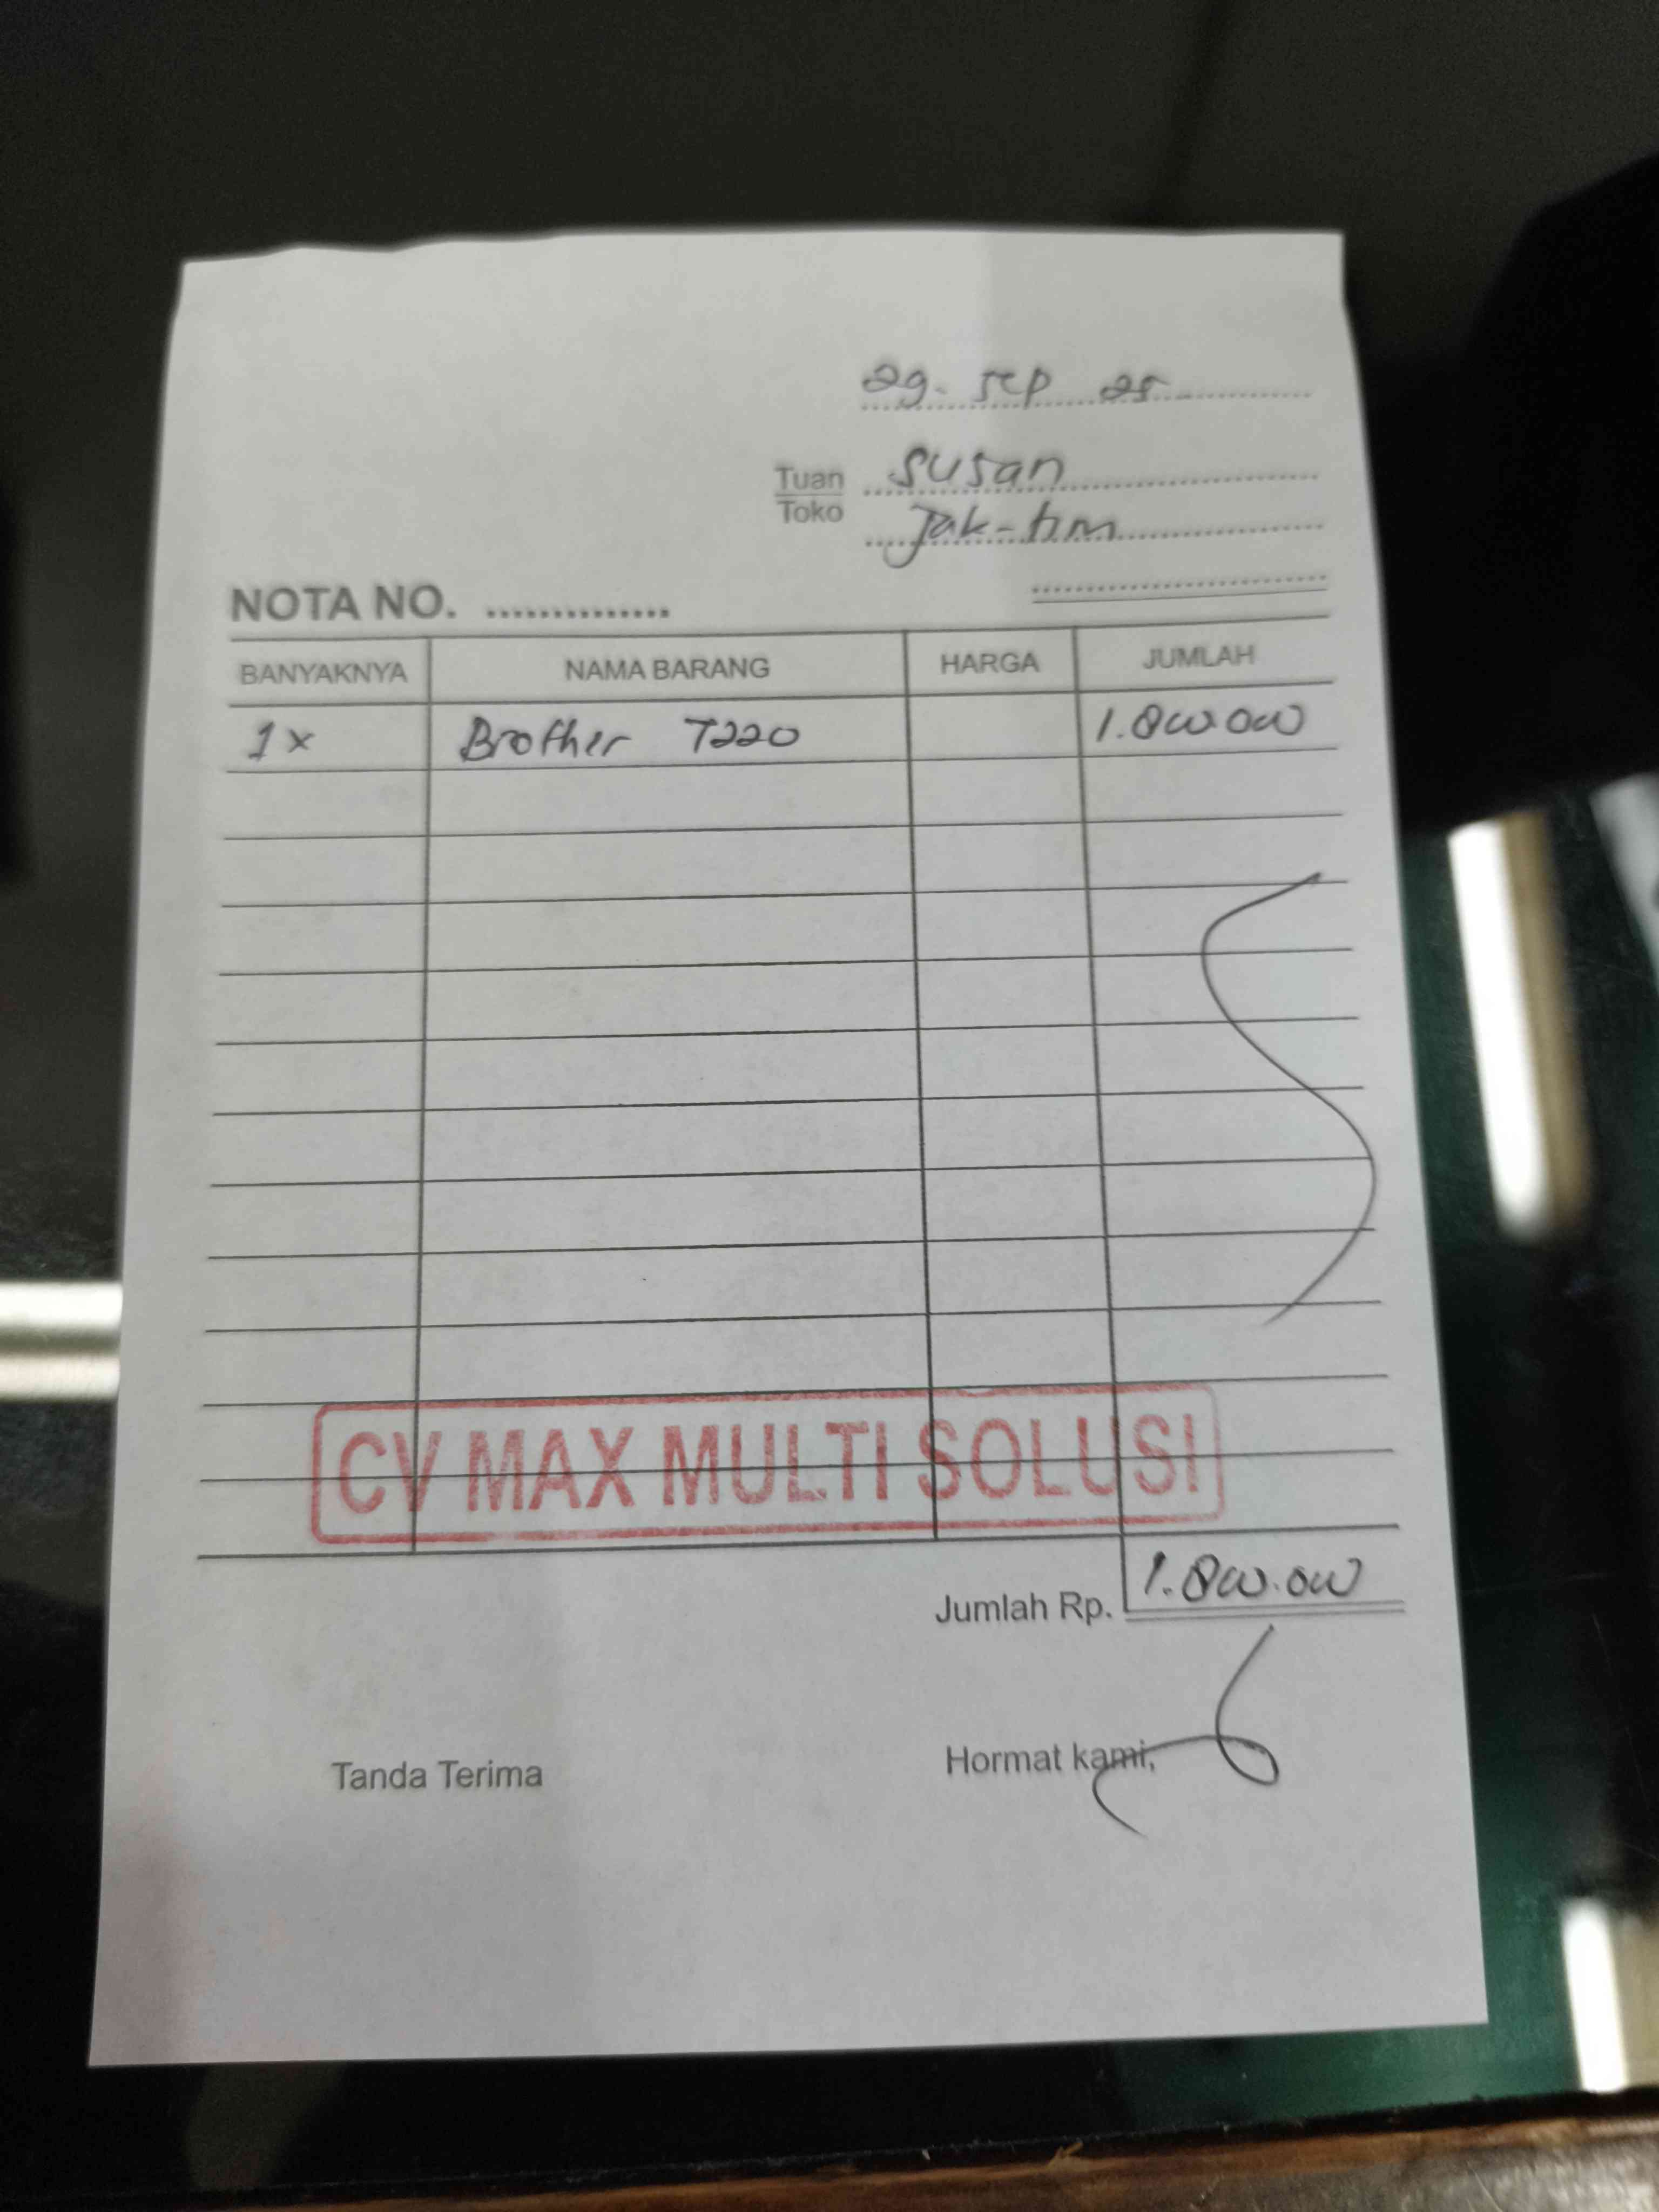 29. Sep 25
Tuan Susan
Toko Jak-tim
NOTA NO. ..............
BANYAKNYA NAMA BARANG HARGA JUMLAH
1x Brother T220 1.800.000
CV MAX MULTI SOLUSI
Jumlah Rp. 1.800.000
Tanda Terima Hormat kami,